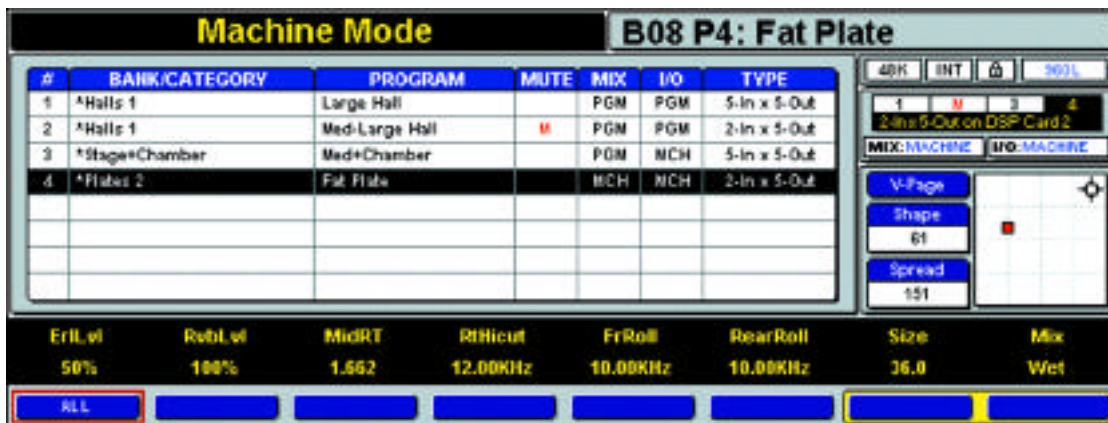 Machine Mode
B08 P4: Fat Plate
# BANK/CATEGORY PROGRAM MUTE MIX I/O TYPE
1 *Halls 1 Large Hall PGM PGM 5-In x 5-Out
2 *Halls 1 Med-Large Hall M PGM PGM 2-In x 5-Out
3 *Stage+Chamber Med+Chamber PGM MCH 5-In x 5-Out
4 *Plates 2 Fat Plate MCH MCH 2-In x 5-Out
48K INT 960L
1 M 3 4
2-In x 5-Out on DSP Card 2
MIX: MACHINE I/O: MACHINE
V-Page
Shape
61
Spread
151
ErlLvl RvbLvl MidRT RtHicut FrRoll RearRoll Size Mix
50% 100% 1.662 12.00KHz 10.00KHz 10.00KHz 36.0 Wet
ALL